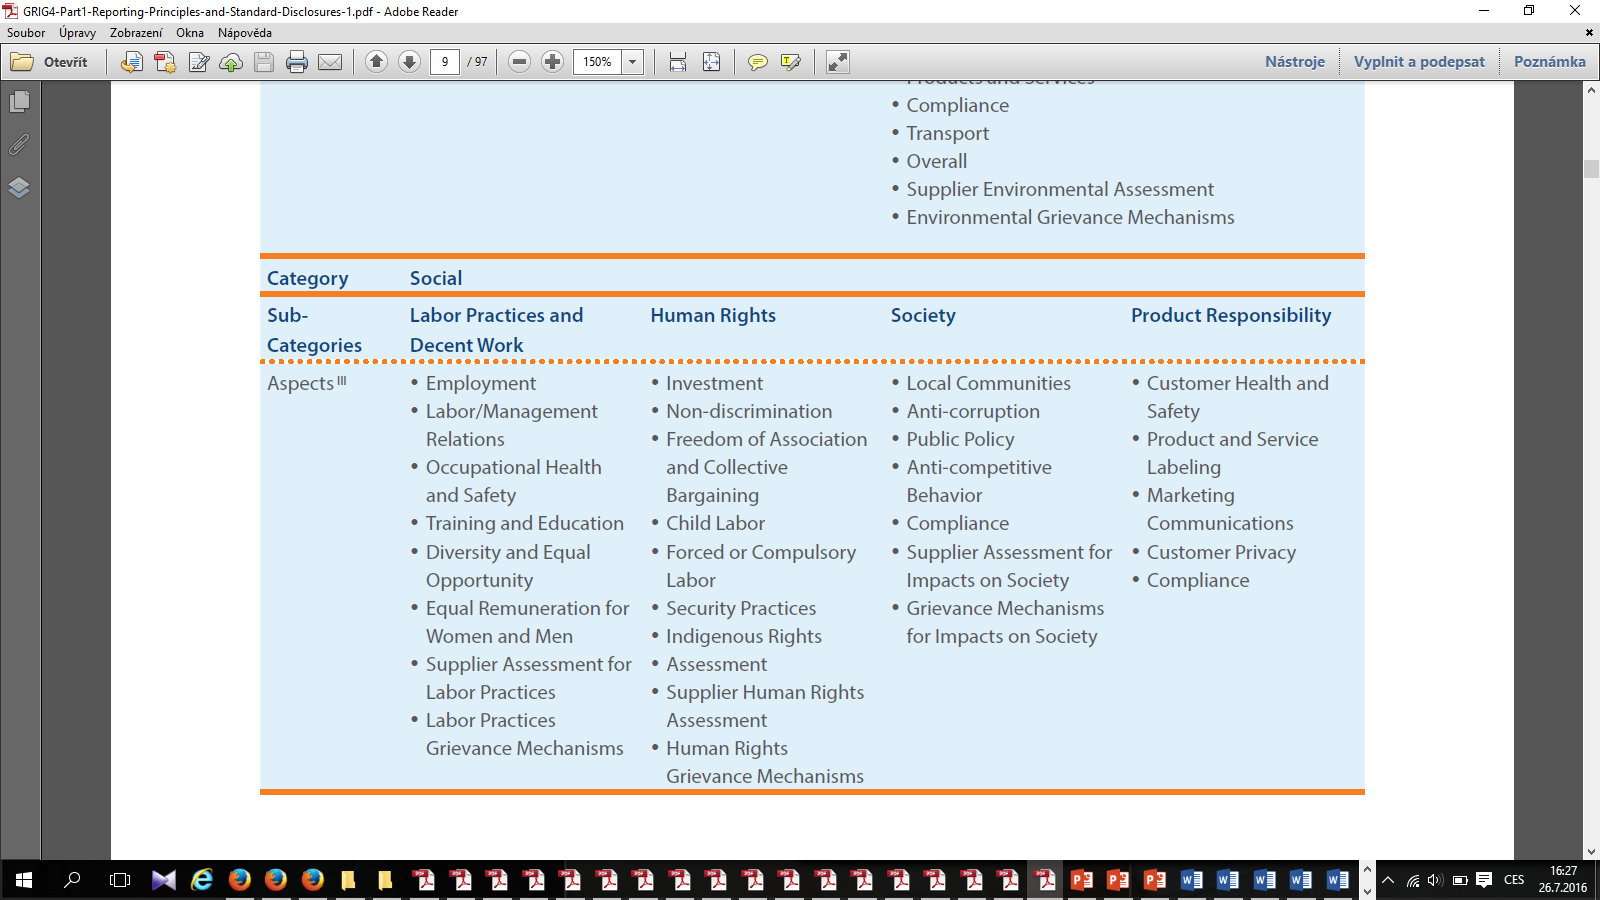 GRIG4-Part1-Reporting-Principles-and-Standard-Disclosures-1.pdf - Adobe Reader
Soubor Úpravy Zobrazení Okna Nápověda
Otevřít 9 / 97 150% Nástroje Vyplnit a podepsat Poznámka
Products and Services
• Compliance
• Transport
• Overall
• Supplier Environmental Assessment
• Environmental Grievance Mechanisms
Category Social
Sub-
Categories
Labor Practices and
Decent Work
Human Rights
Society
Product Responsibility
Aspects III
• Employment
• Labor/Management
Relations
• Occupational Health
and Safety
• Training and Education
• Diversity and Equal
Opportunity
• Equal Remuneration for
Women and Men
• Supplier Assessment for
Labor Practices
• Labor Practices
Grievance Mechanisms
• Investment
• Non-discrimination
• Freedom of Association
and Collective
Bargaining
• Child Labor
• Forced or Compulsory
Labor
• Security Practices
• Indigenous Rights
• Assessment
• Supplier Human Rights
Assessment
• Human Rights
Grievance Mechanisms
• Local Communities
• Anti-corruption
• Public Policy
• Anti-competitive
Behavior
• Compliance
• Supplier Assessment for
Impacts on Society
• Grievance Mechanisms
for Impacts on Society
• Customer Health and
Safety
• Product and Service
Labeling
• Marketing
Communications
• Customer Privacy
• Compliance
CES
16:27
26.7.2016